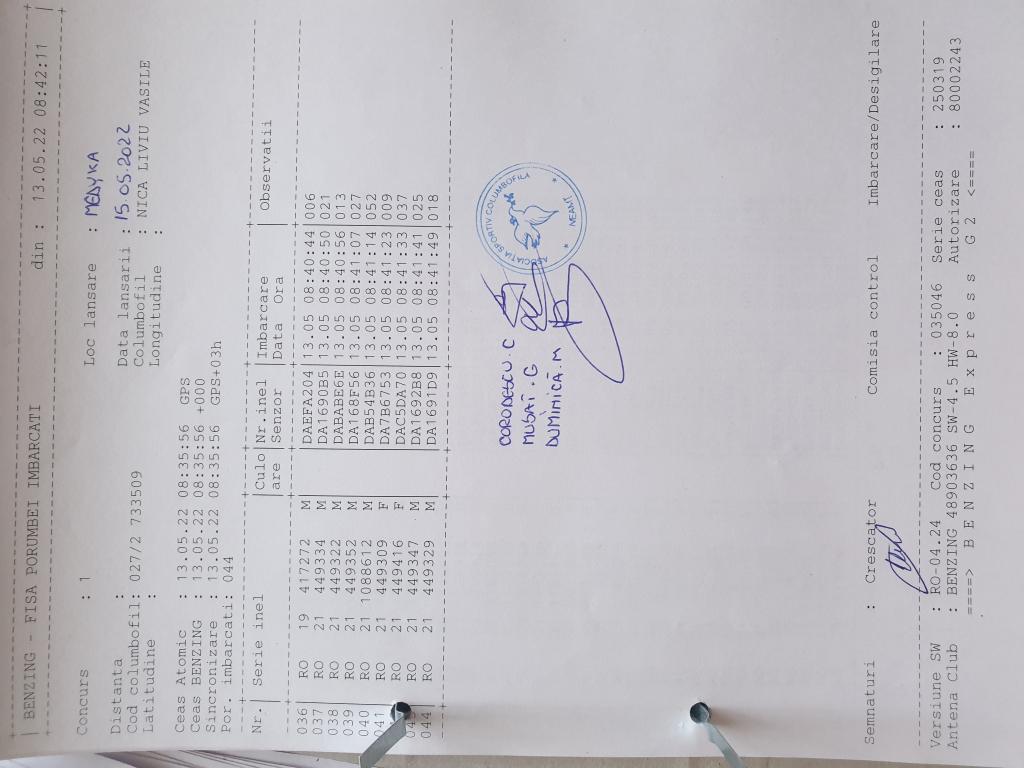 BENZING - FISA PORUMBEI IMBARCATI din : 13.05.22 08:42:11
Concurs : 1 Loc lansare : MEDYKA
Distanta : Data lansarii : 15.05.2022
Cod columbofil: 027/2 733509 Columbofil : NICA LIVIU VASILE
Latitudine : Longitudine :
Ceas Atomic : 13.05.22 08:35:56 GPS
Ceas BENZING : 13.05.22 08:35:56 +000
Sincronizare : 13.05.22 08:35:56 GPS+03h
Por. imbarcati: 044
Nr. | Serie inel |Culo|Nr.inel |Imbarcare |Observatii
|are |Senzor |Data Ora
036 RO 19 417272 M |DAEFA204|13.05 08:40:44|066
037 RO 21 449334 M |DA1690B5|13.05 08:40:50|021
038 RO 21 449322 M |DABABE6E|13.05 08:40:56|013
039 RO 21 449352 M |DA168F56|13.05 08:41:07|027
040 RO 21 1088612 M |DAB54B36|13.05 08:41:14|052
041 RO 21 449309 F |DA7B6753|13.05 08:41:23|009
RO 21 449416 F |DAC5DA70|13.05 08:41:33|037
RO 21 449347 M |DA1692B8|13.05 08:41:41|025
044 RO 21 449329 M |DA1691D9|13.05 08:41:49|018
CORODESCU.C
MUSAT.G
DUMINICĂ.M
ASOCIATIA SPORTIV COLUMBOFILA
NEAMT
Semnaturi : Crescator Comisia control Imbarcare/Desigilare
Versiune SW : RO-04.24 Cod concurs : 035046 Serie ceas : 250319
Antena Club : BENZING 48903636 SW-4.5 HW-8.0 Autorizare : 80002243
====> B E N Z I N G E x p r e s s G 2 <====